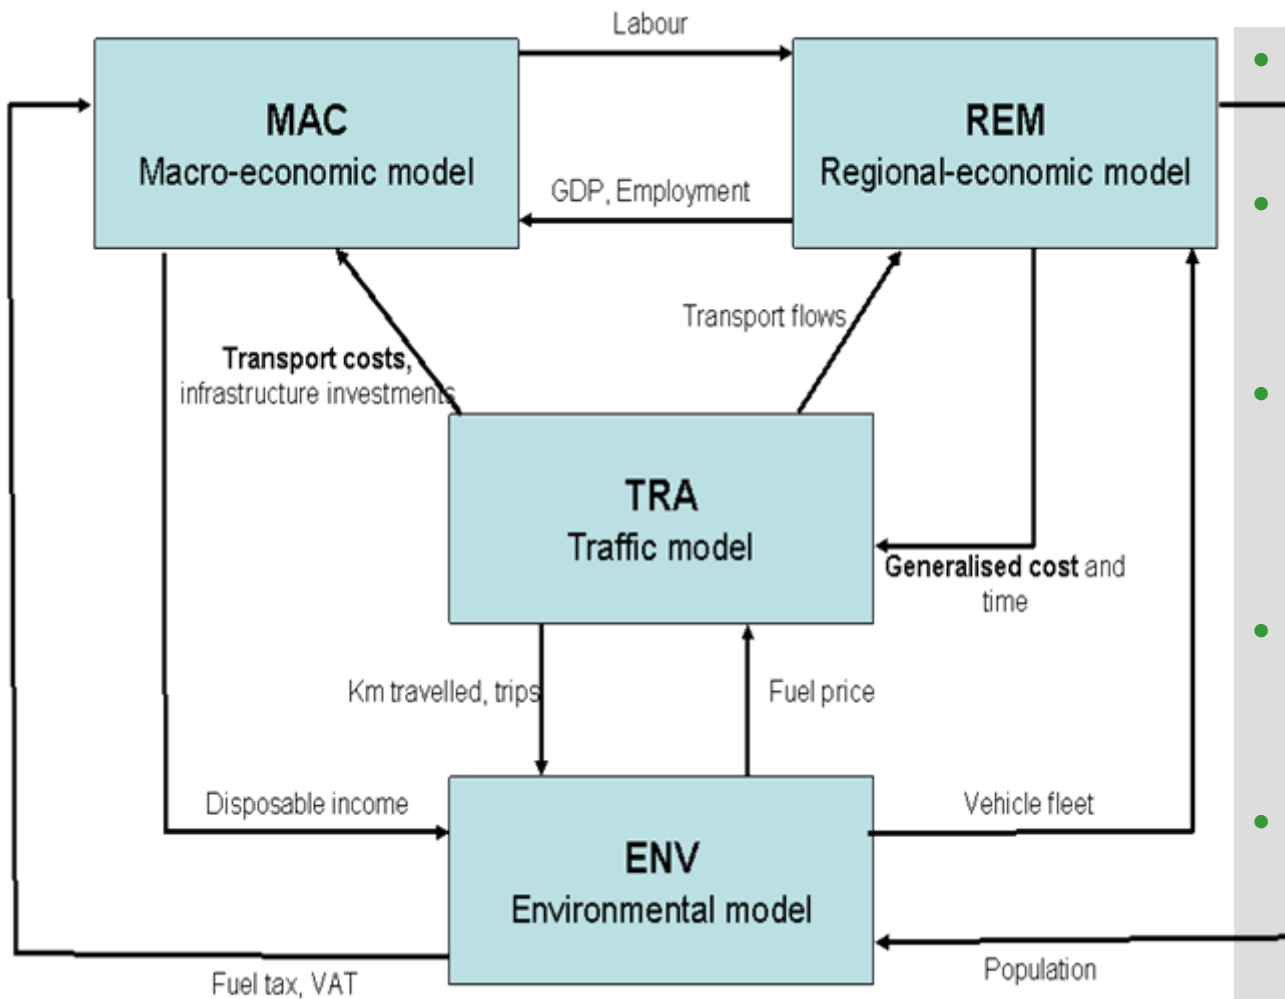 Labour
MAC
Macro-economic model
REM
Regional-economic model
GDP, Employment
Transport flows
Transport costs,
infrastructure investments
TRA
Traffic model
Generalised cost and
time
Km travelled, trips
Fuel price
Disposable income
Vehicle fleet
ENV
Environmental model
Population
Fuel tax, VAT